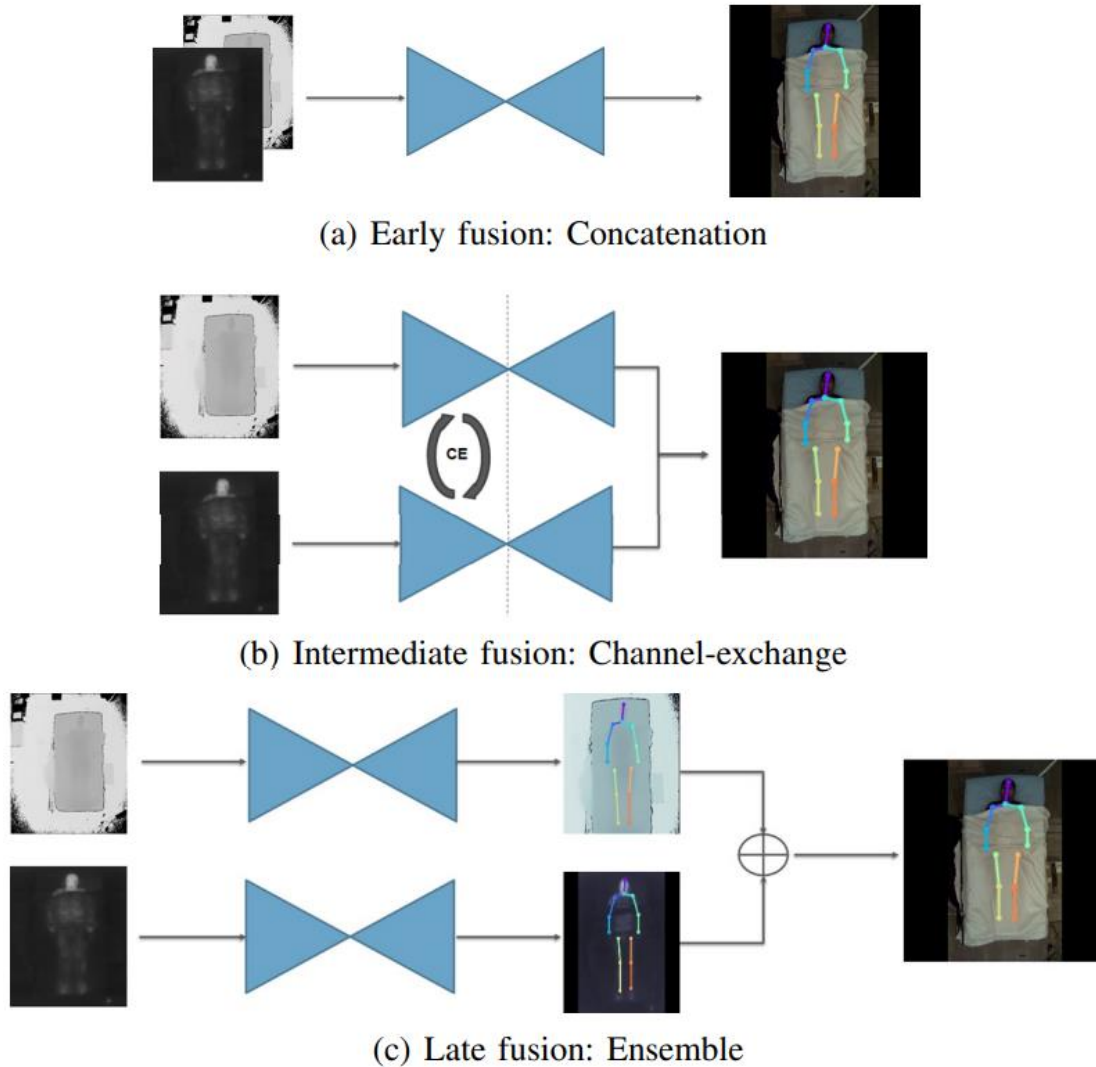 (a) Early fusion: Concatenation
CE
(b) Intermediate fusion: Channel-exchange
(c) Late fusion: Ensemble